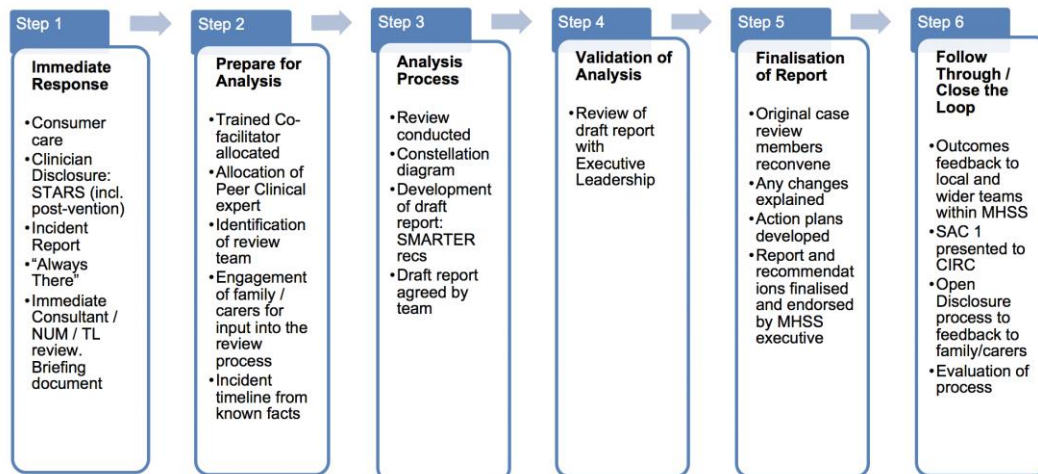 Step 1
Immediate
Response
•Consumer
care
•Clinician
Disclosure:
STARS (incl.
post-vention)
•Incident
Report
•“Always
There”
•Immediate
Consultant /
NUM / TL
review.
Briefing
document
Step 2
Prepare for
Analysis
•Trained Co-
facilitator
allocated
•Allocation of
Peer Clinical
expert
•Identification
of review
team
•Engagement
of family /
carers for
input into the
review
process
•Incident
timeline from
known facts
Step 3
Analysis
Process
•Review
conducted
•Constellation
diagram
•Development
of draft
report:
SMARTER
recs
•Draft report
agreed by
team
Step 4
Validation of
Analysis
•Review of
draft report
with
Executive
Leadership
Step 5
Finalisation
of Report
•Original case
review
members
reconvene
•Any changes
explained
•Action plans
developed
•Report and
recommendat
ions finalised
and endorsed
by MHSS
executive
Step 6
Follow
Through /
Close the
Loop
•Outcomes
feedback to
local and
wider teams
within MHSS
•SAC 1
presented to
CIRC
•Open
Disclosure
process to
feedback to
family/carers
•Evaluation of
process